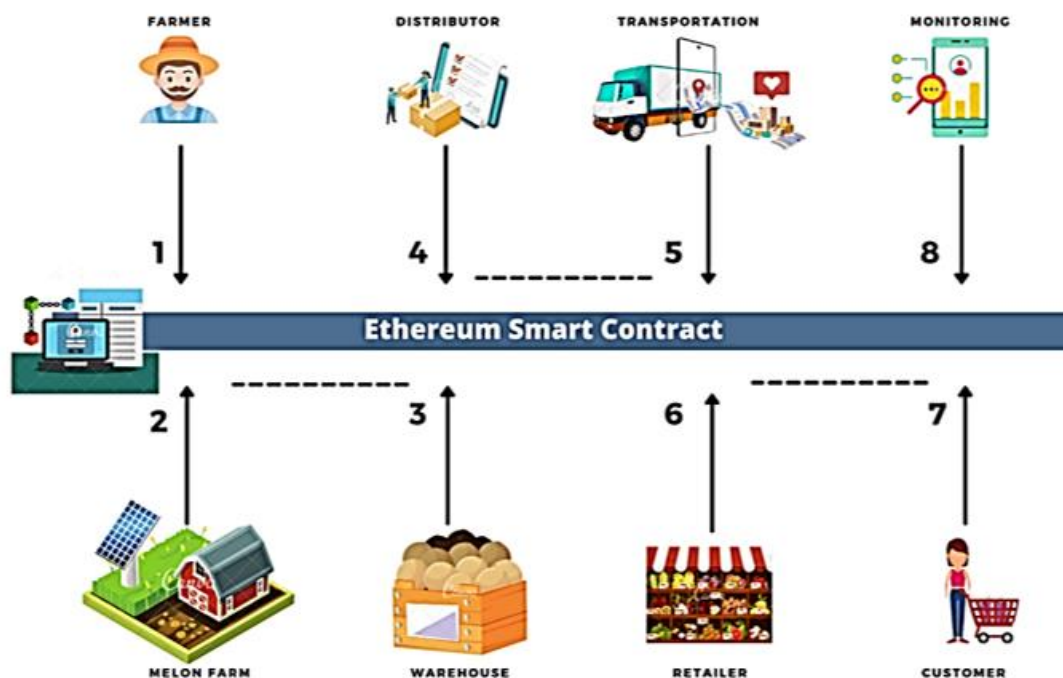 FARMER
DISTRIBUTOR
TRANSPORTATION
MONITORING
1
4
5
8
Ethereum Smart Contract
2
3
6
7
MELON FARM
WAREHOUSE
RETAILER
CUSTOMER